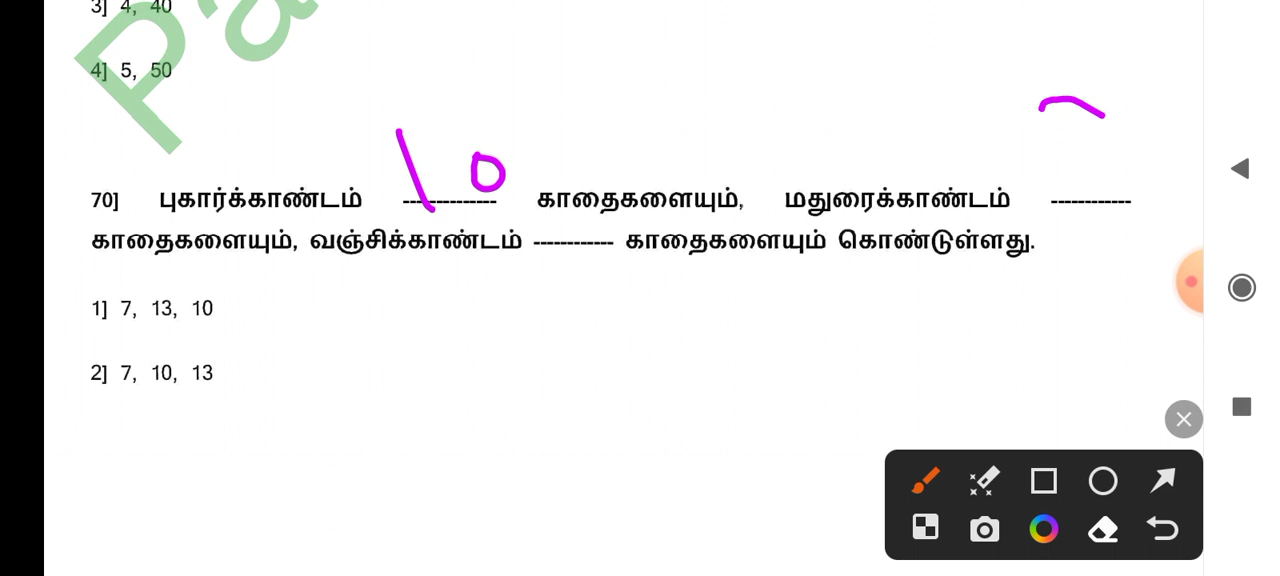 3] 4, 40
4] 5, 50
10
70] புகார்க்காண்டம் -------------- காதைகளையும், மதுரைக்காண்டம் ------------
காதைகளையும், வஞ்சிக்காண்டம் ------------ காதைகளையும் கொண்டுள்ளது.
1] 7, 13, 10
2] 7, 10, 13